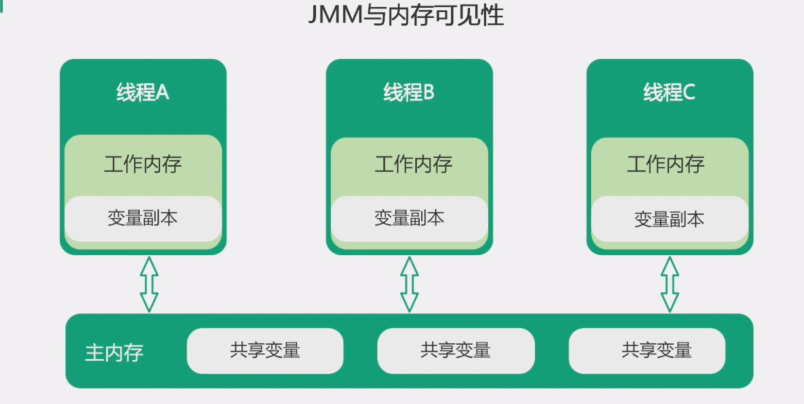 JMM与内存可见性
线程A
线程B
线程C
工作内存
工作内存
工作内存
变量副本
变量副本
变量副本
主内存
共享变量
共享变量
共享变量